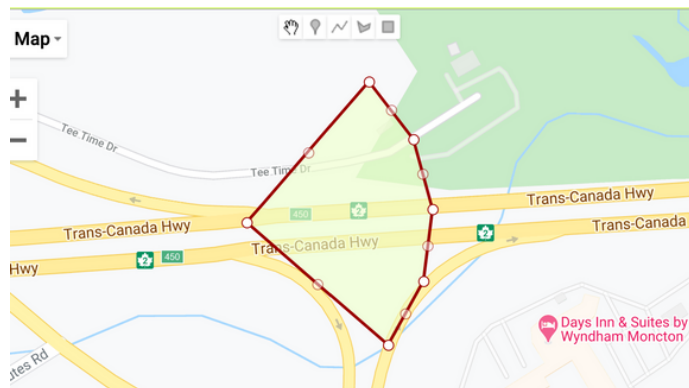 Map
Tee Time Dr
Tee Time Dr
450
2
Trans-Canada Hwy
Trans-Canada Hwy
Trans-Canada
2
Trans-Canada Hwy
Hwy
2
450
Days Inn & Suites by
Wyndham Moncton
utes Rd